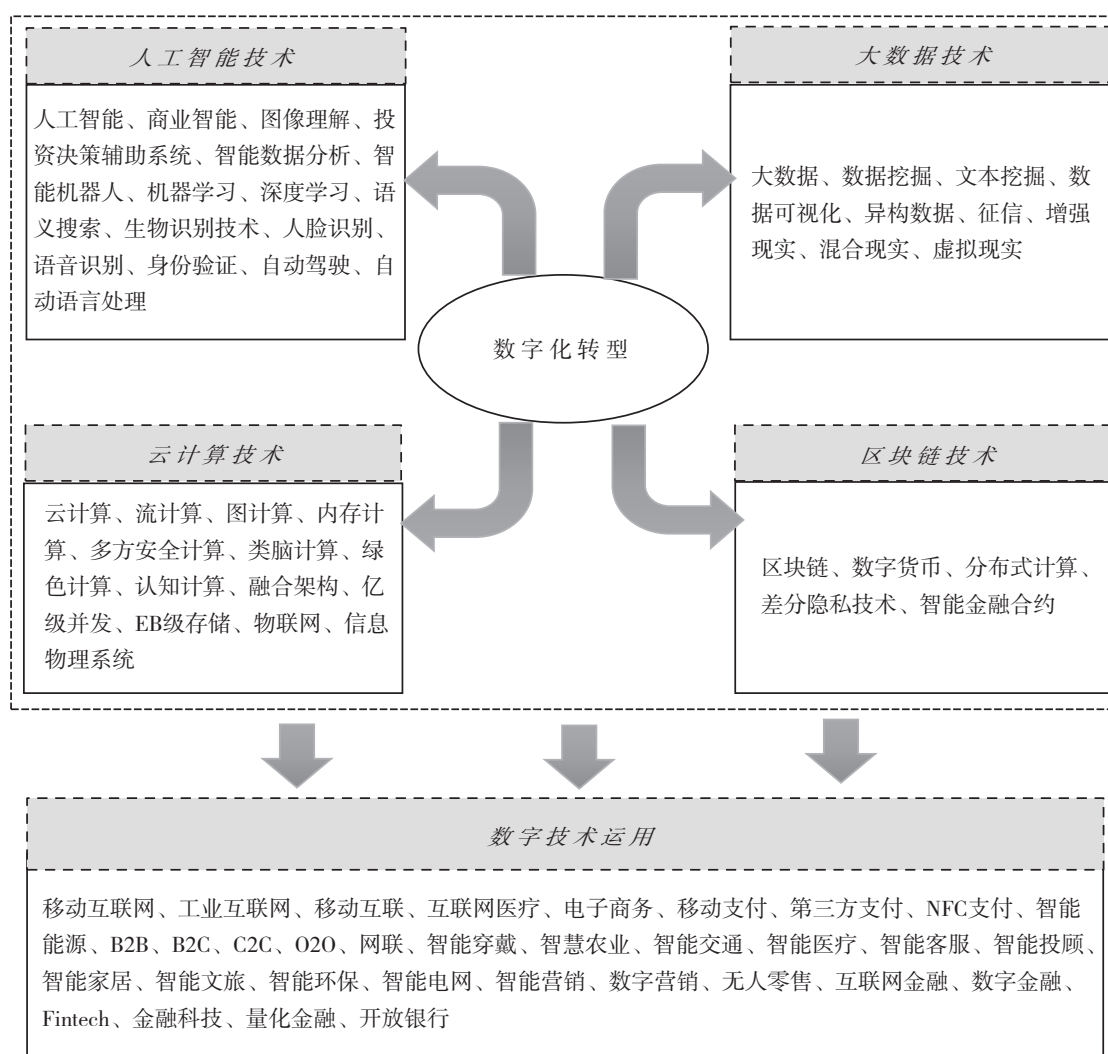 人工智能技术
人工智能、商业智能、图像理解、投
资决策辅助系统、智能数据分析、智
能机器人、机器学习、深度学习、语
义搜索、生物识别技术、人脸识别、
语音识别、身份验证、自动驾驶、自
动语言处理
大数据技术
大数据、数据挖掘、文本挖掘、数
据可视化、异构数据、征信、增强
现实、混合现实、虚拟现实
数字化转型
云计算技术
云计算、流计算、图计算、内存计
算、多方安全计算、类脑计算、绿
色计算、认知计算、融合架构、亿
级并发、EB级存储、物联网、信息
物理系统
区块链技术
区块链、数字货币、分布式计算、
差分隐私技术、智能金融合约
数字技术运用
移动互联网、工业互联网、移动互联、互联网医疗、电子商务、移动支付、第三方支付、NFC支付、智能
能源、B2B、B2C、C2C、O2O、网联、智能穿戴、智慧农业、智能交通、智能医疗、智能客服、智能投顾、
智能家居、智能文旅、智能环保、智能电网、智能营销、数字营销、无人零售、互联网金融、数字金融、
Fintech、金融科技、量化金融、开放银行